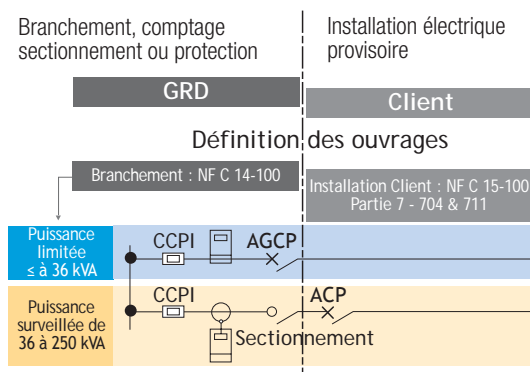 Branchement, comptage
sectionnement ou protection
Installation électrique
provisoire
GRD
Client
Définition des ouvrages
Branchement : NF C 14-100
Installation Client : NF C 15-100
Partie 7 - 704 & 711
Puissance
limitée
≤ à 36 kVA
CCPI
AGCP
Puissance
surveillée de
36 à 250 kVA
CCPI
ACP
Sectionnement